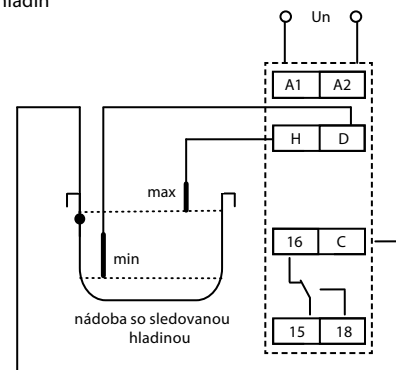 hladín
Un
A1 A2
H D
max
min
16 C
nádoba so sledovanou
hladinou
15 18